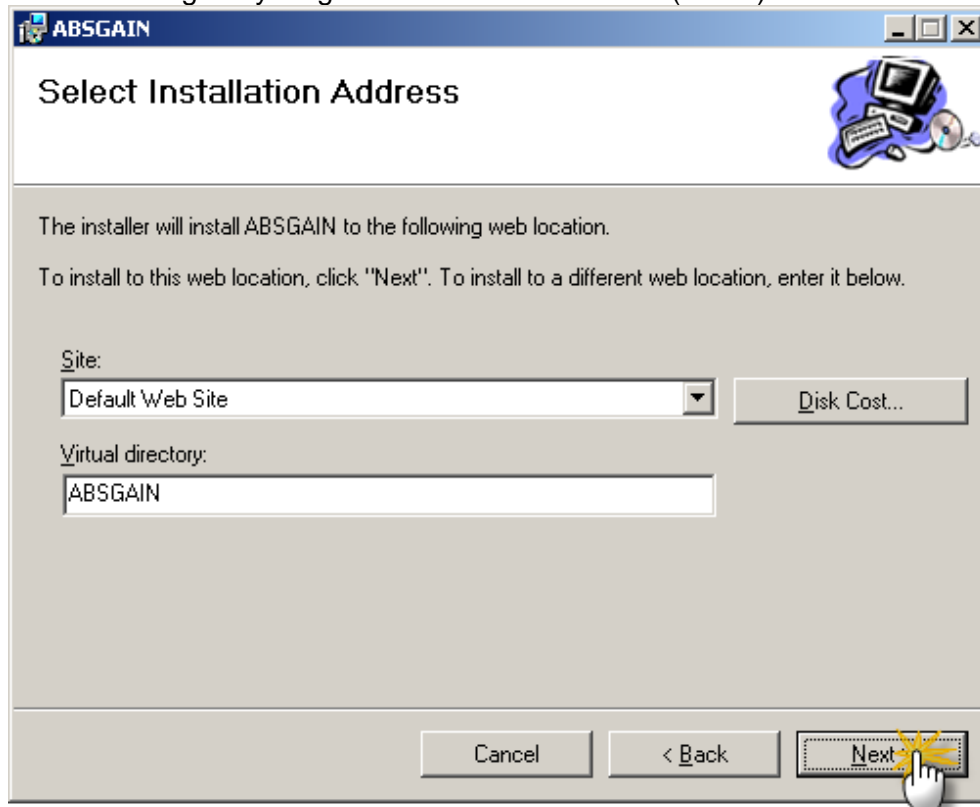 ABSGAIN
Select Installation Address
The installer will install ABSGAIN to the following web location.
To install to this web location, click "Next". To install to a different web location, enter it below.
Site:
Default Web Site
Disk Cost...
Virtual directory:
ABSGAIN
Cancel
< Back
Next